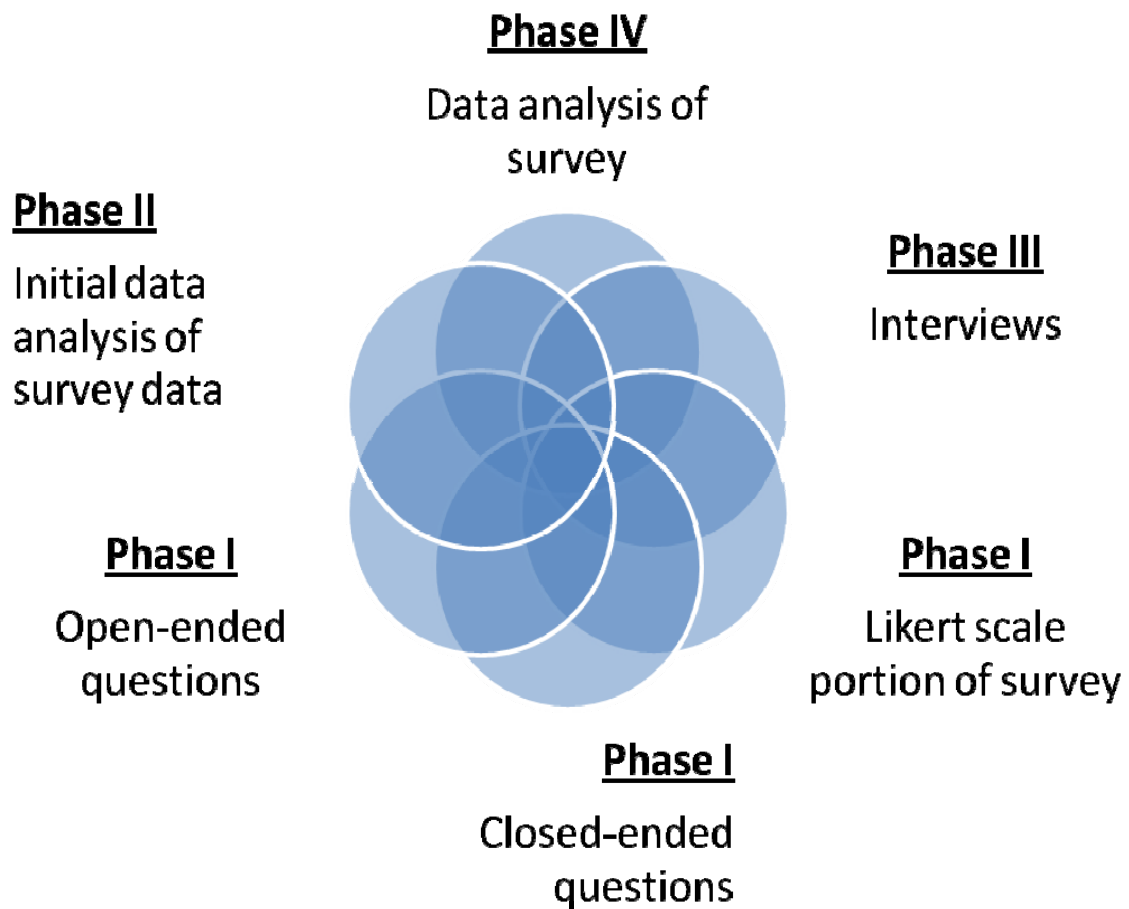 Phase IV
Data analysis of
survey
Phase II
Initial data
analysis of
survey data
Phase III
Interviews
Phase I
Open-ended
questions
Phase I
Likert scale
portion of survey
Phase I
Closed-ended
questions